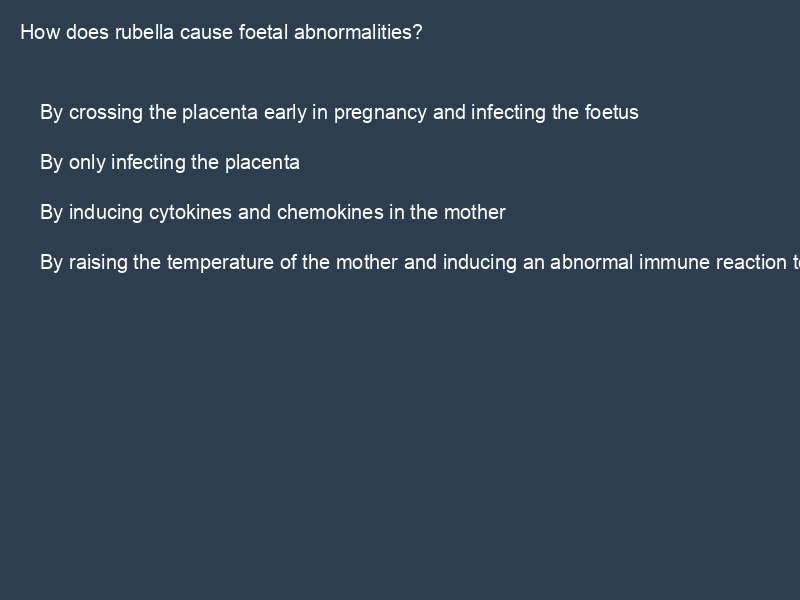 How does rubella cause foetal abnormalities?
By crossing the placenta early in pregnancy and infecting the foetus
By only infecting the placenta
By inducing cytokines and chemokines in the mother
By raising the temperature of the mother and inducing an abnormal immune reaction